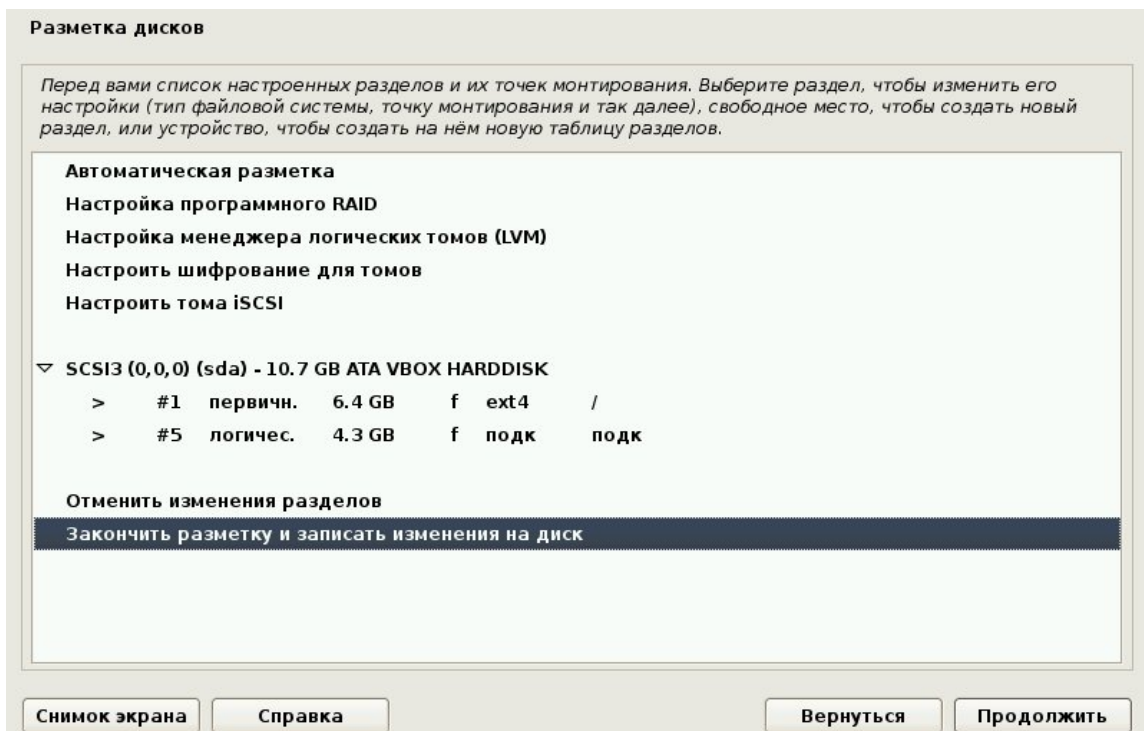 Разметка дисков
Перед вами список настроенных разделов и их точек монтирования. Выберите раздел, чтобы изменить его
настройки (тип файловой системы, точку монтирования и так далее), свободное место, чтобы создать новый
раздел, или устройство, чтобы создать на нём новую таблицу разделов.
Автоматическая разметка
Настройка программного RAID
Настройка менеджера логических томов (LVM)
Настроить шифрование для томов
Настроить тома iSCSI
SCSI3 (0,0,0) (sda) - 10.7 GB ATA VBOX HARDDISK
> #1 первичн. 6.4 GB f ext4 /
> #5 логичес. 4.3 GB f подк подк
Отменить изменения разделов
Закончить разметку и записать изменения на диск
Снимок экрана Справка Вернуться Продолжить